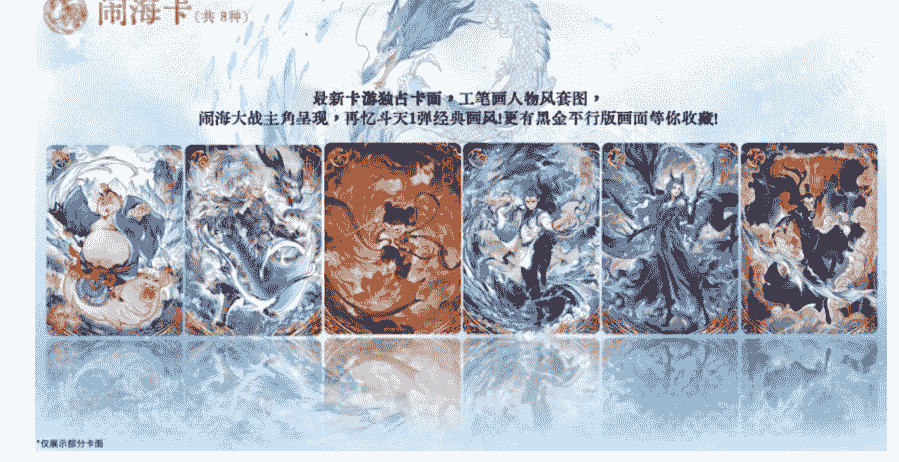 闹海卡(共 8种)
最新卡游独占卡画，工笔画人物风套图，
闹海大战主角呈现，再忆斗天1弹经典画风!更有黑金平行版画面等你收藏!
*仅展示部分卡图